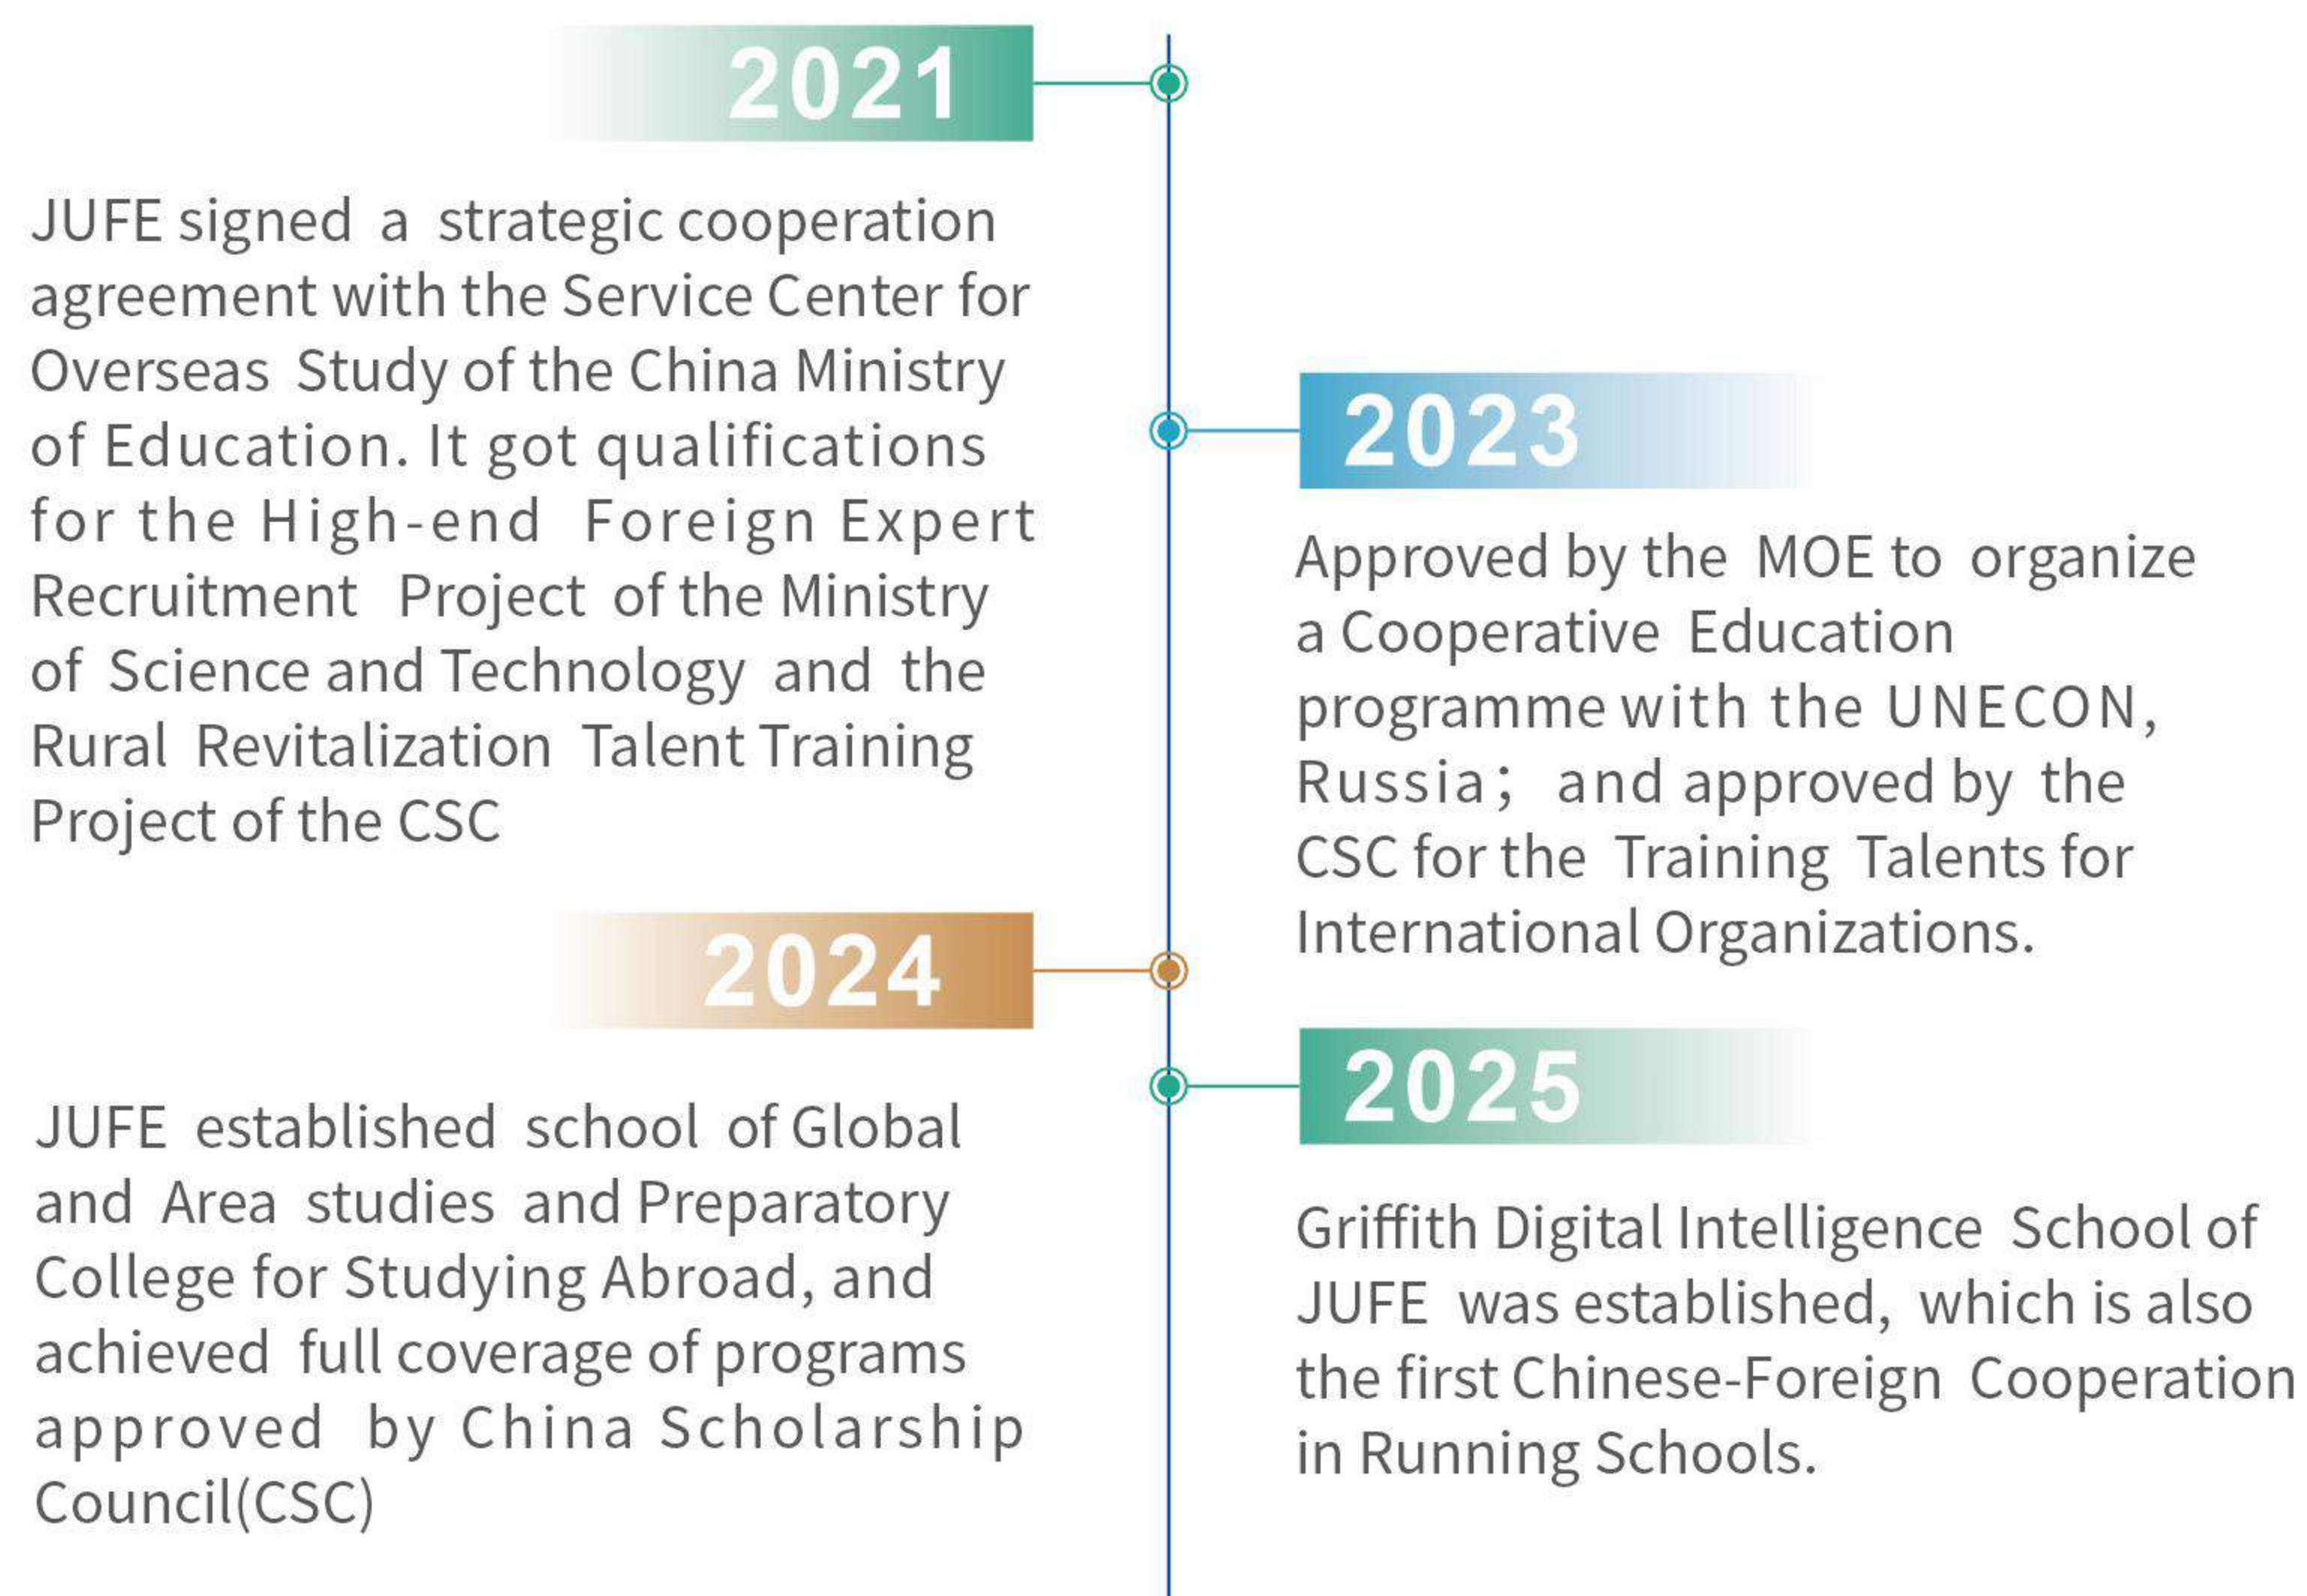 2021
JUFE signed a strategic cooperation
agreement with the Service Center for
Overseas Study of the China Ministry
of Education. It got qualifications
for the High-end Foreign Expert
Recruitment Project of the Ministry
of Science and Technology and the
Rural Revitalization Talent Training
Project of the CSC
2023
Approved by the MOE to organize
a Cooperative Education
programme with the UNECON,
Russia； and approved by the
CSC for the Training Talents for
International Organizations.
2024
JUFE established school of Global
and Area studies and Preparatory
College for Studying Abroad, and
achieved full coverage of programs
approved by China Scholarship
Council(CSC)
2025
Griffith Digital Intelligence School of
JUFE was established, which is also
the first Chinese-Foreign Cooperation
in Running Schools.